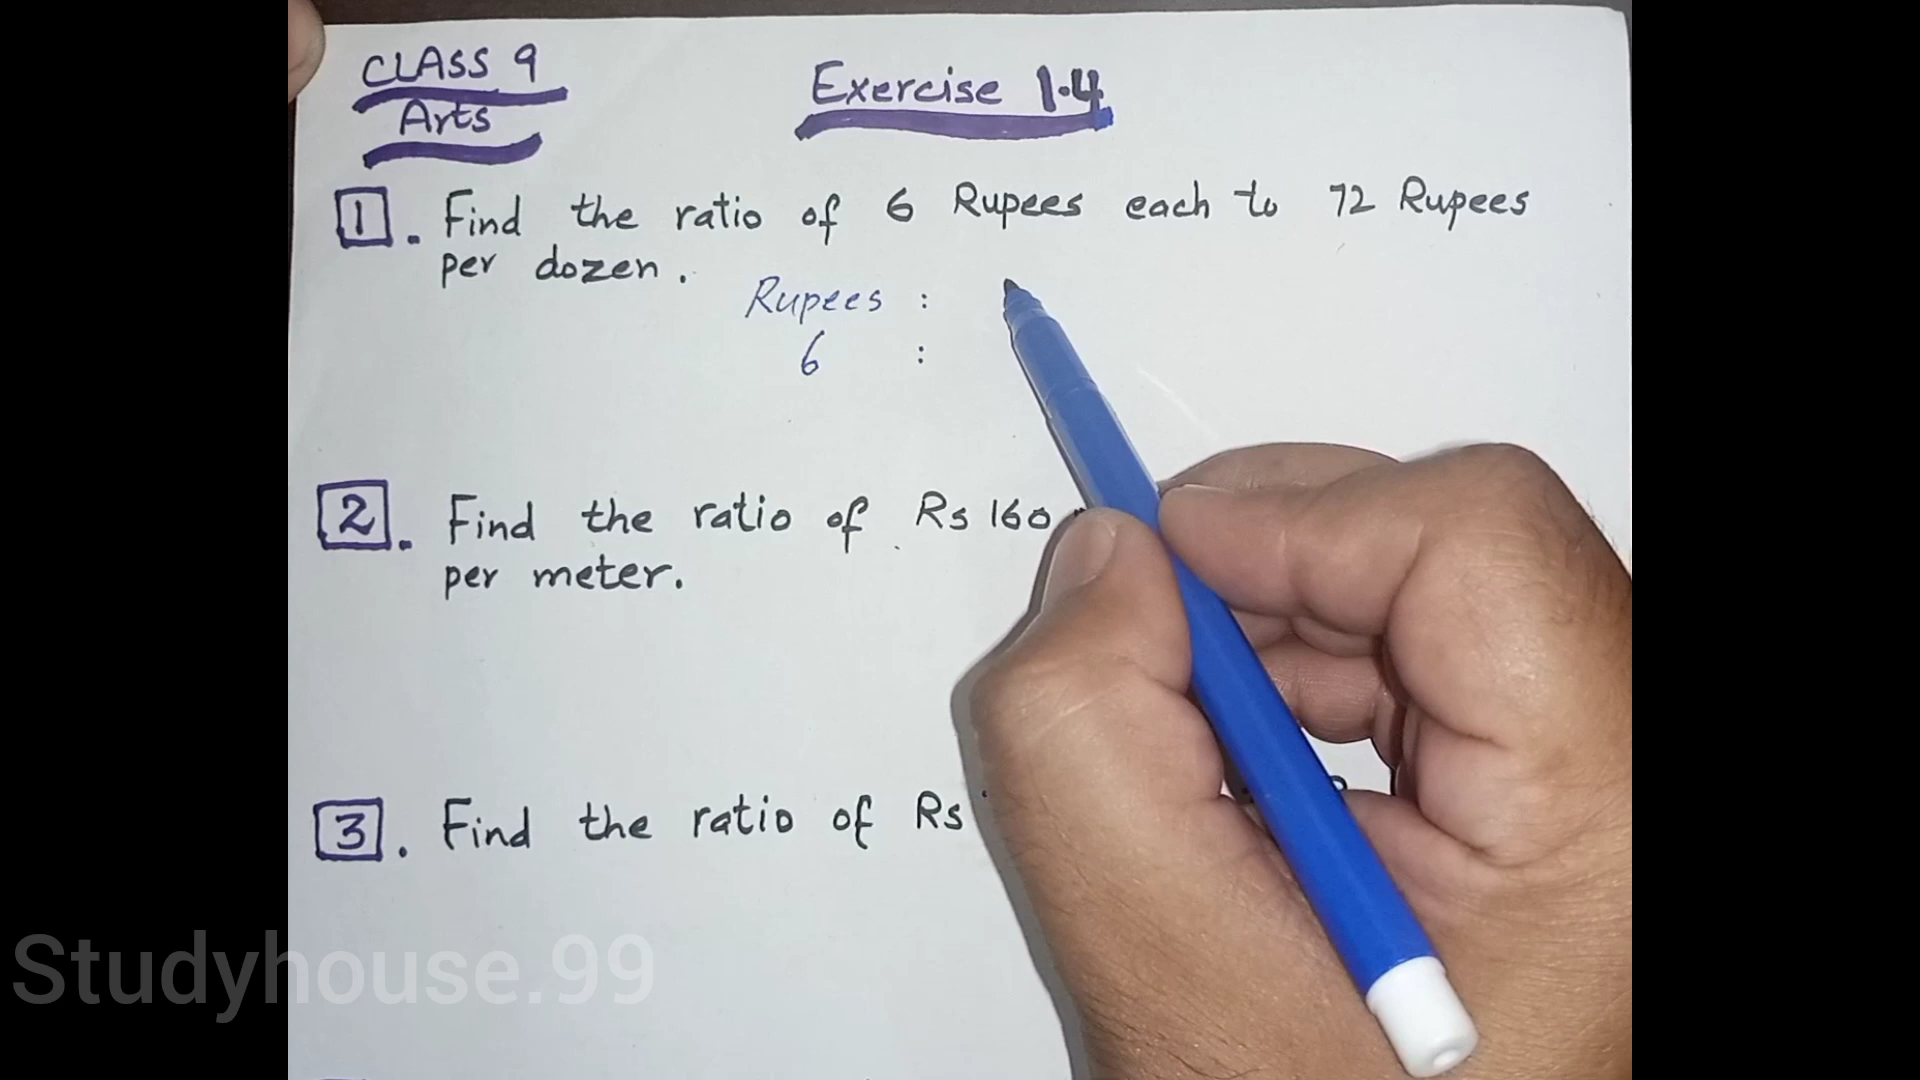 CLASS 9
Arts
Exercise 1.4
1. Find the ratio of 6 Rupees each to 72 Rupees
per dozen.
Rupees :
6 :
2. Find the ratio of Rs 160
per meter.
3. Find the ratio of Rs
Studyhouse.99